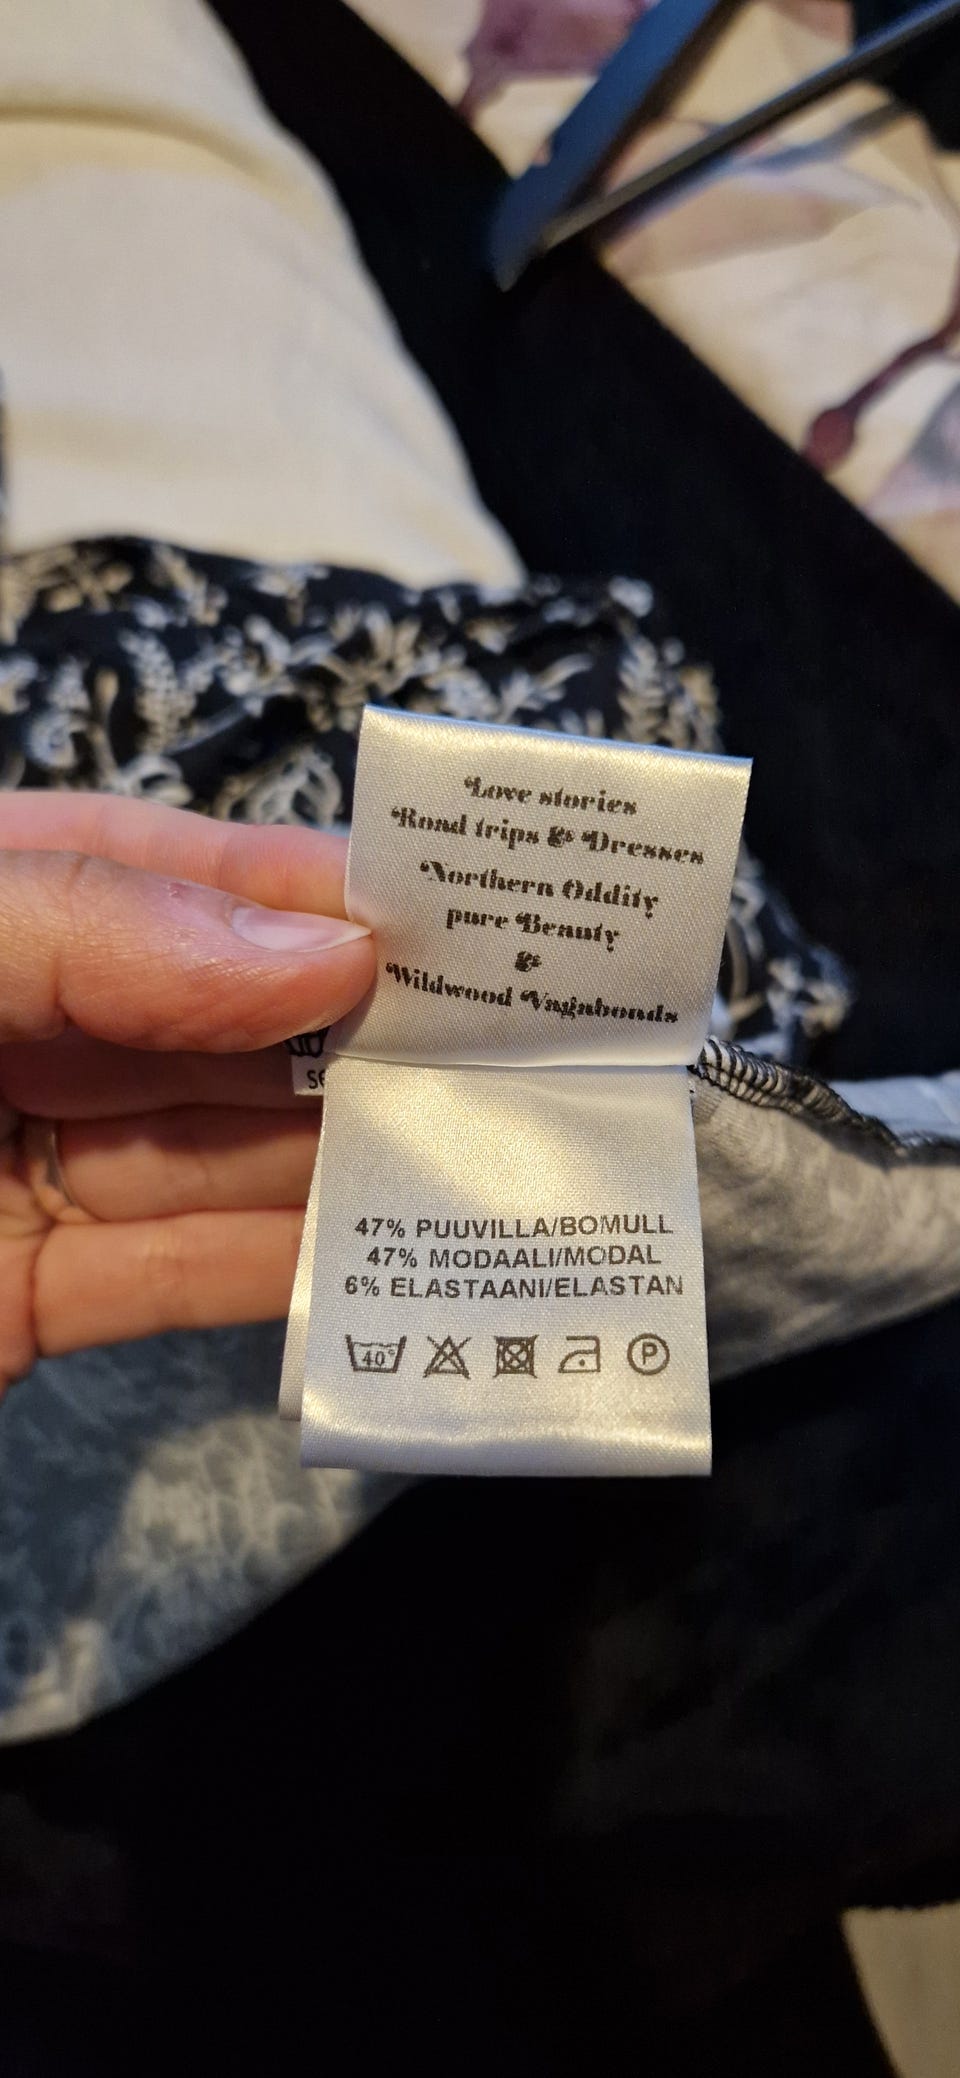 Love stories
Road trips & Dresses
Northern Oddity
pure Beauty
&
Wildwood Vagabonds
se
47% PUUVILLA/BOMULL
47% MODAALI/MODAL
6% ELASTAANI/ELASTAN
40° P